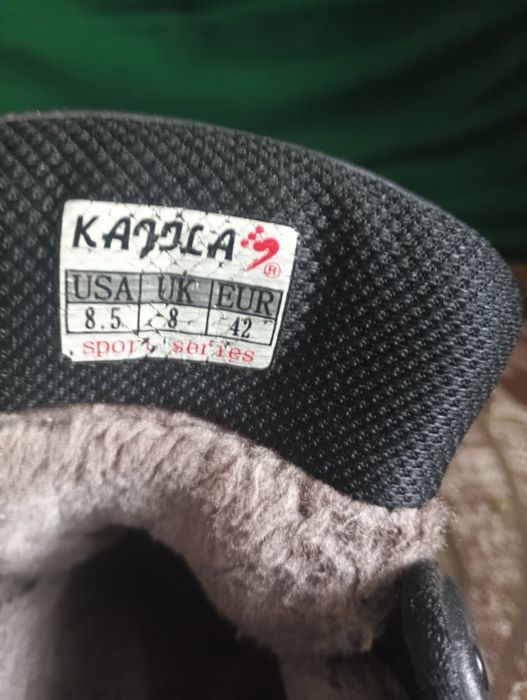 KAJILA ®
USA UK EUR
8.5 8 42
sport series